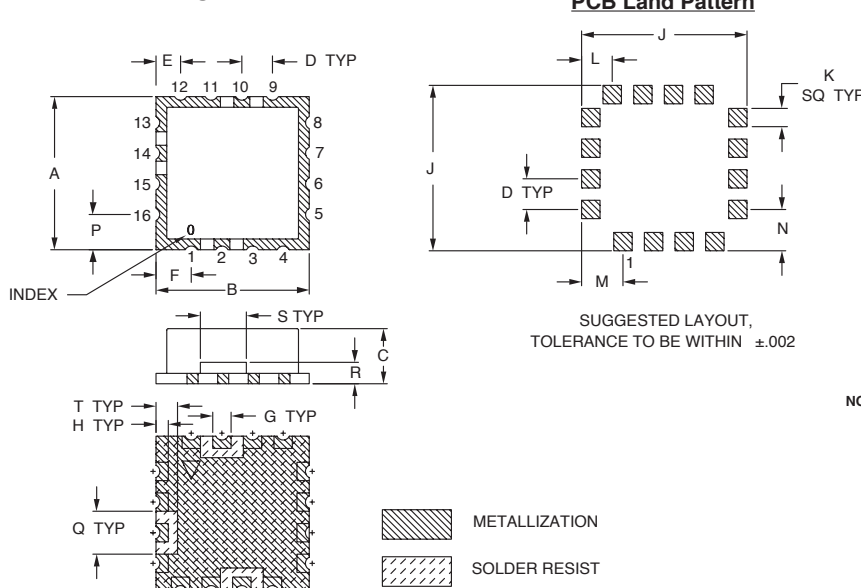 PCB Land Pattern
E
D TYP
12 11 10 9
13
14
15
16
8
7
6
5
A
P
0
1 2 3 4
F
B
INDEX
J
L
K
SQ TYP
J
D TYP
N
1
M
SUGGESTED LAYOUT,
TOLERANCE TO BE WITHIN ±.002
S TYP
C
R
T TYP
H TYP
G TYP
Q TYP
METALLIZATION
SOLDER RESIST